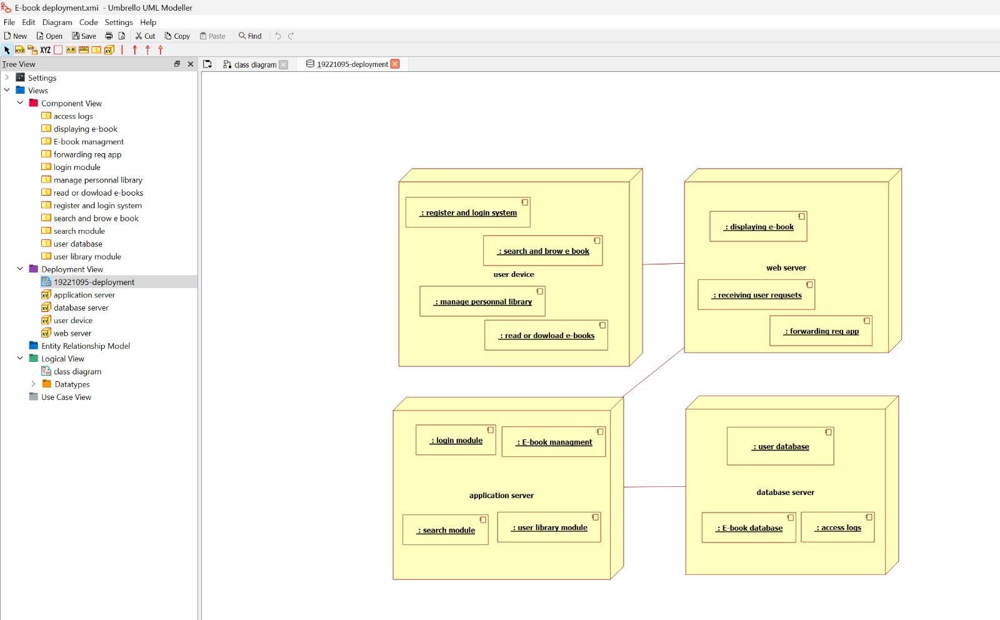 E-book deployment.xmi - Umbrello UML Modeller
File Edit Diagram Code Settings Help
New Open Save Cut Copy Paste Find
XYZ XYZ A:B XY
Tree View
class diagram
19221095-deployment
Settings
Views
Component View
access logs
displaying e-book
E-book managment
forwarding req app
login module
manage personnal library
read or dowload e-books
register and login system
search and brow e book
search module
user database
user library module
Deployment View
19221095-deployment
application server
database server
user device
web server
Entity Relationship Model
Logical View
class diagram
Datatypes
Use Case View
: register and login system
: search and brow e book
user device
: manage personnal library
: read or dowload e-books
: displaying e-book
web server
: receiving user requsets
: forwarding req app
: login module
: E-book managment
application server
: search module
: user library module
: user database
database server
: E-book database
: access logs